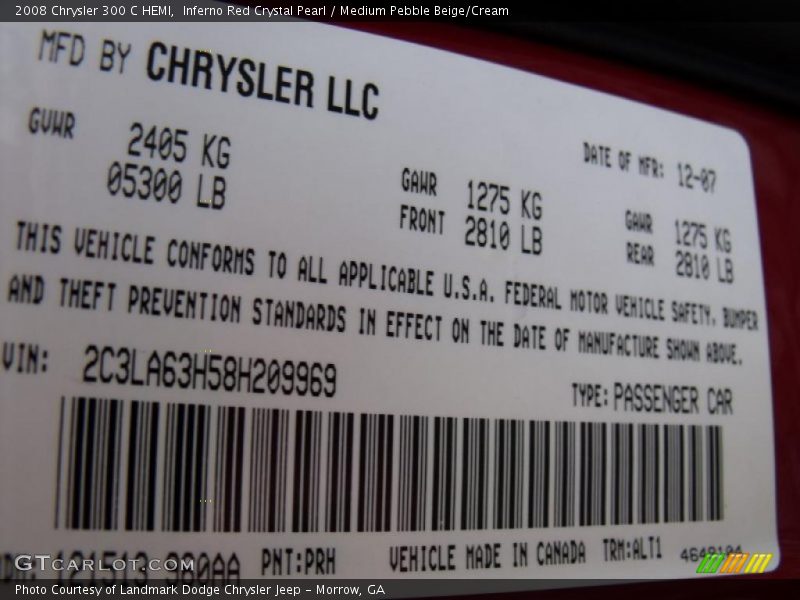 2008 Chrysler 300 C HEMI,  Inferno Red Crystal Pearl / Medium Pebble Beige/Cream
MFD BY CHRYSLER LLC
DATE OF MFR: 12-07
GVWR 2405 KG
05300 LB
GAWR FRONT 1275 KG
2810 LB
GAWR REAR 1275 KG
2810 LB
THIS VEHICLE CONFORMS TO ALL APPLICABLE U.S.A. FEDERAL MOTOR VEHICLE SAFETY, BUMPER
AND THEFT PREVENTION STANDARDS IN EFFECT ON THE DATE OF MANUFACTURE SHOWN ABOVE.
VIN: 2C3LA63H58H209969
TYPE: PASSENGER CAR
PNT:PRH VEHICLE MADE IN CANADA TRM:ALT1
GTCARLOT.COM
Photo Courtesy of Landmark Dodge Chrysler Jeep – Morrow, GA